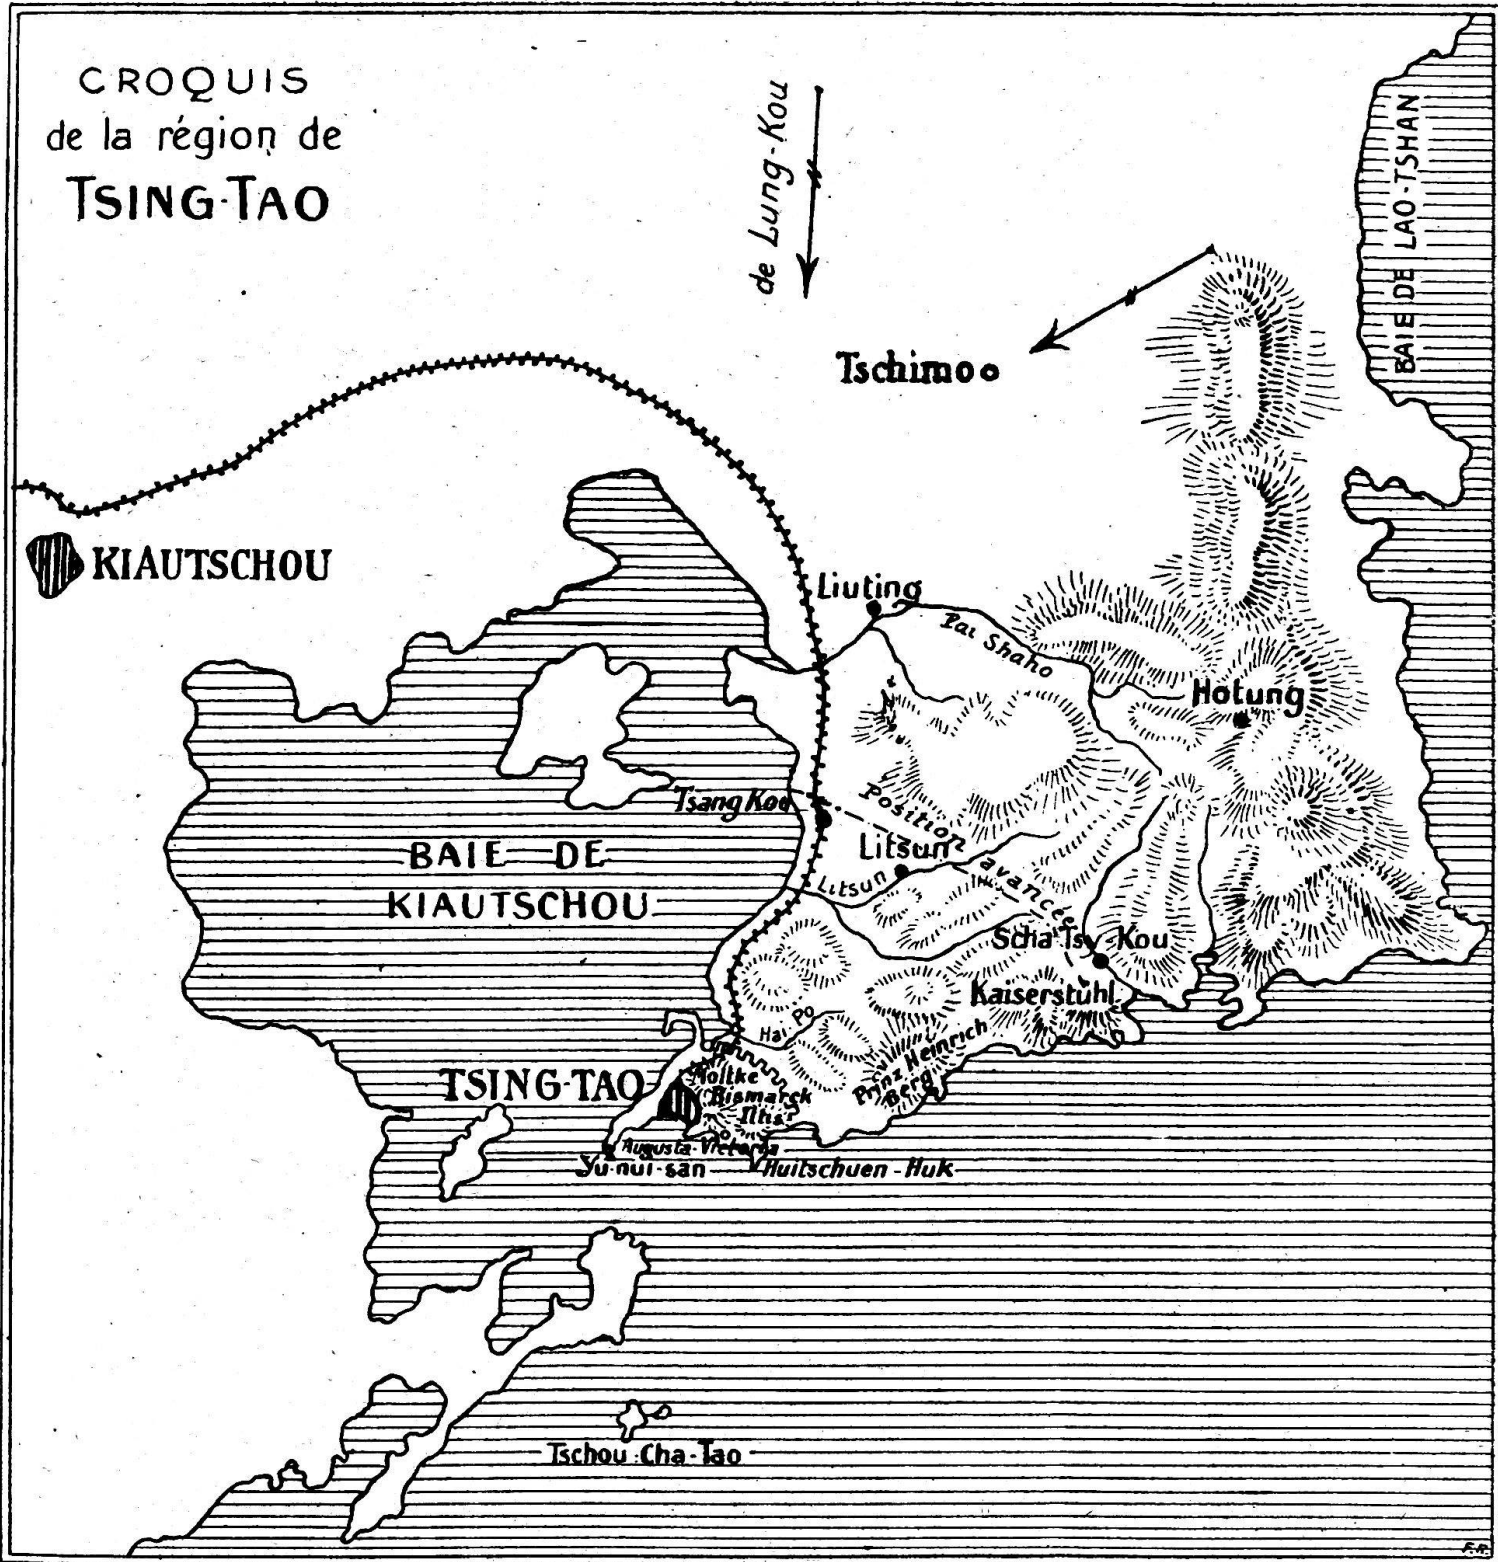 CROQUIS
de la région de
TSING-TAO
de Lung-Kou
BAIE DE LAO-TSHAN
Tschimo
KIAUTSCHOU
Liuting
Pai Shaho
Hotung
Tsang Kou
Position avancée
Litsun
Litsun
BAIE DE
KIAUTSCHOU
Scha Tsy-Kou
Kaiserstuhl
Hai Po
Prinz Heinrich
Berg
TSING-TAO
Moltke
Bismarck
Iltis
Augusta-Victoria
Yu-nui-san
Huitschuen-Huk
Tschou-Cha-Tao
F.R.